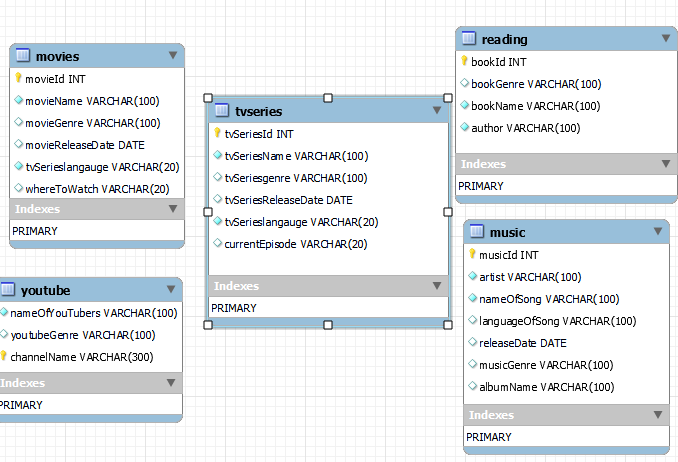 movies
movieId INT
movieName VARCHAR(100)
movieGenre VARCHAR(100)
movieReleaseDate DATE
tvSerieslangauge VARCHAR(20)
whereToWatch VARCHAR(20)
Indexes
PRIMARY
youtube
nameOfYouTubers VARCHAR(100)
youtubeGenre VARCHAR(100)
channelName VARCHAR(300)
Indexes
PRIMARY
tvseries
tvSeriesId INT
tvSeriesName VARCHAR(100)
tvSeriesgenre VARCHAR(100)
tvSeriesReleaseDate DATE
tvSerieslangauge VARCHAR(20)
currentEpisode VARCHAR(20)
Indexes
PRIMARY
reading
bookId INT
bookGenre VARCHAR(100)
bookName VARCHAR(100)
author VARCHAR(100)
Indexes
PRIMARY
music
musicId INT
artist VARCHAR(100)
nameOfSong VARCHAR(100)
languageOfSong VARCHAR(100)
releaseDate DATE
musicGenre VARCHAR(100)
albumName VARCHAR(100)
Indexes
PRIMARY